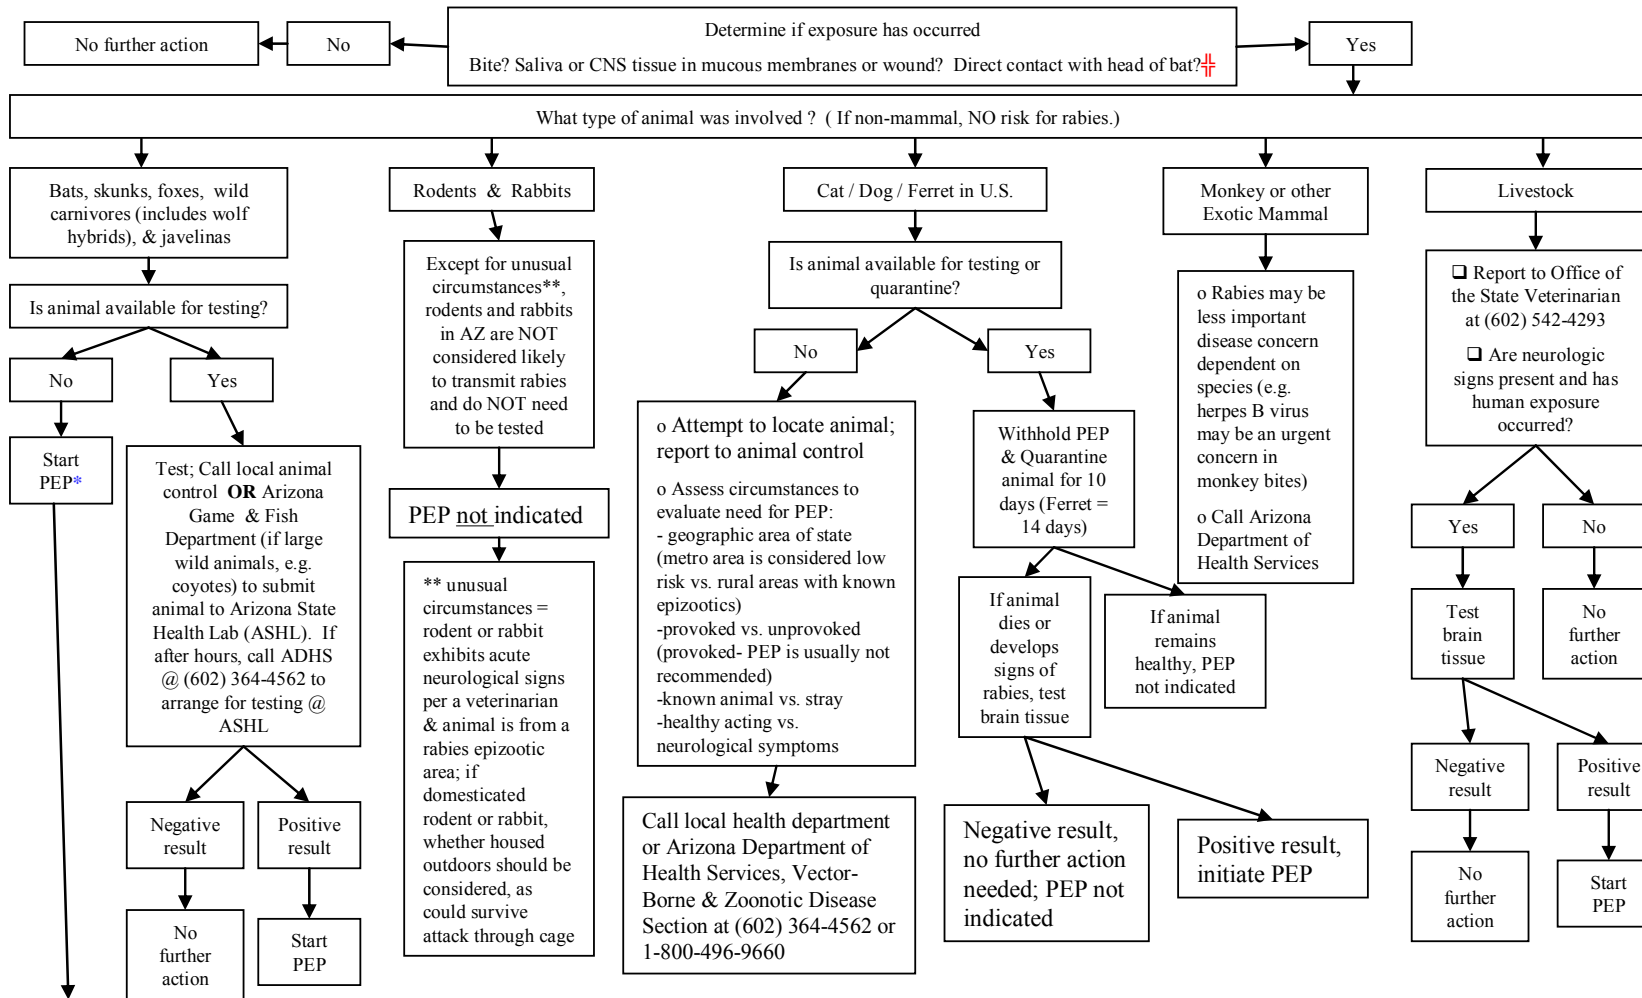 Determine if exposure has occurred
Bite? Saliva or CNS tissue in mucous membranes or wound? Direct contact with head of bat?╬
No
No further action
Yes
What type of animal was involved ? ( If non-mammal, NO risk for rabies.)
Bats, skunks, foxes, wild
carnivores (includes wolf
hybrids), & javelinas
Is animal available for testing?
No
Yes
Start
PEP*
Test; Call local animal
control OR Arizona
Game & Fish
Department (if large
wild animals, e.g.
coyotes) to submit
animal to Arizona State
Health Lab (ASHL). If
after hours, call ADHS
@ (602) 364-4562 to
arrange for testing @
ASHL
Negative
result
Positive
result
No
further
action
Start
PEP
Rodents & Rabbits
Except for unusual
circumstances**,
rodents and rabbits
in AZ are NOT
considered likely
to transmit rabies
and do NOT need
to be tested
PEP not indicated
** unusual
circumstances =
rodent or rabbit
exhibits acute
neurological signs
per a veterinarian
& animal is from a
rabies epizootic
area; if
domesticated
rodent or rabbit,
whether housed
outdoors should be
considered, as
could survive
attack through cage
Cat / Dog / Ferret in U.S.
Is animal available for testing or
quarantine?
No
Yes
o Attempt to locate animal;
report to animal control
o Assess circumstances to
evaluate need for PEP:
- geographic area of state
(metro area is considered low
risk vs. rural areas with known
epizootics)
-provoked vs. unprovoked
(provoked- PEP is usually not
recommended)
-known animal vs. stray
-healthy acting vs.
neurological symptoms
Call local health department
or Arizona Department of
Health Services, Vector-
Borne & Zoonotic Disease
Section at (602) 364-4562 or
1-800-496-9660
Withhold PEP
& Quarantine
animal for 10
days (Ferret =
14 days)
If animal
dies or
develops
signs of
rabies, test
brain tissue
If animal
remains
healthy, PEP
not indicated
Negative result,
no further action
needed; PEP not
indicated
Positive result,
initiate PEP
Monkey or other
Exotic Mammal
o Rabies may be
less important
disease concern
dependent on
species (e.g.
herpes B virus
may be an urgent
concern in
monkey bites)
o Call Arizona
Department of
Health Services
Livestock
❑ Report to Office of
the State Veterinarian
at (602) 542-4293
❑ Are neurologic
signs present and has
human exposure
occurred?
Yes
No
Test
brain
tissue
No
further
action
Negative
result
Positive
result
No
further
action
Start
PEP